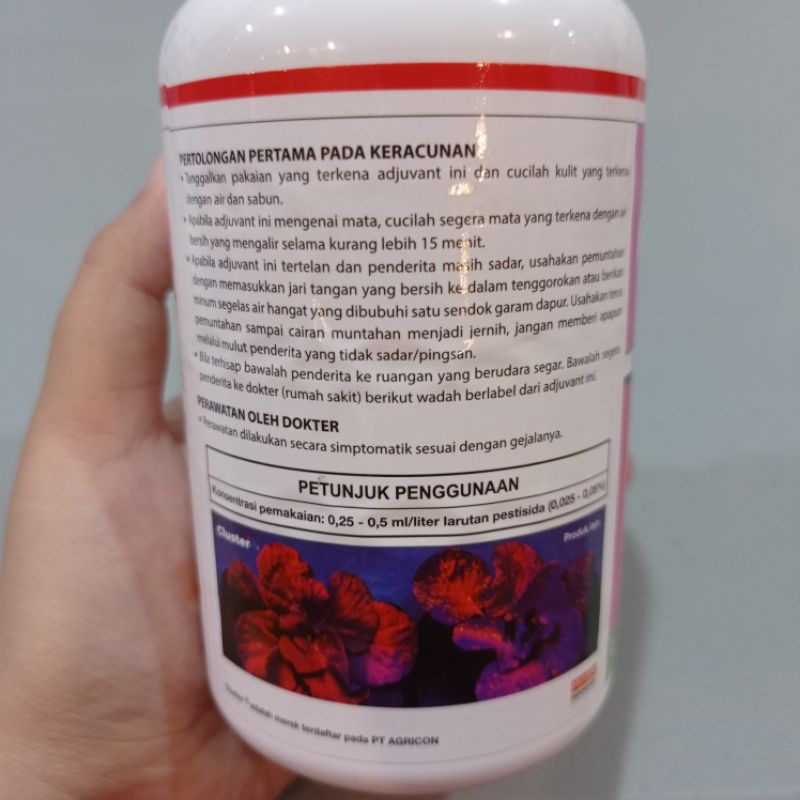 PERTOLONGAN PERTAMA PADA KERACUNAN
• Tanggalkan pakaian yang terkena adjuvant ini dan cucilah kulit yang terkena
dengan air dan sabun.
• Apabila adjuvant ini mengenai mata, cucilah segera mata yang terkena dengan air
bersih yang mengalir selama kurang lebih 15 menit.
• Apabila adjuvant ini tertelan dan penderita masih sadar, usahakan pemuntahan
dengan memasukkan jari tangan yang bersih ke dalam tenggorokan atau berikan
minum segelas air hangat yang dibubuhi satu sendok garam dapur. Usahakan terus
pemuntahan sampai cairan muntahan menjadi jernih, jangan memberi apapun
melalui mulut penderita yang tidak sadar/pingsan.
• Bila terhisap bawalah penderita ke ruangan yang berudara segar. Bawalah segera
penderita ke dokter (rumah sakit) berikut wadah berlabel dari adjuvant ini.
PERAWATAN OLEH DOKTER
• Perawatan dilakukan secara simptomatik sesuai dengan gejalanya.
PETUNJUK PENGGUNAAN
Konsentrasi pemakaian: 0,25 - 0,5 ml/liter larutan pestisida (0,025 - 0,05%)
Cluster
Produk lain
Cluster ® adalah merek terdaftar pada PT AGRICON